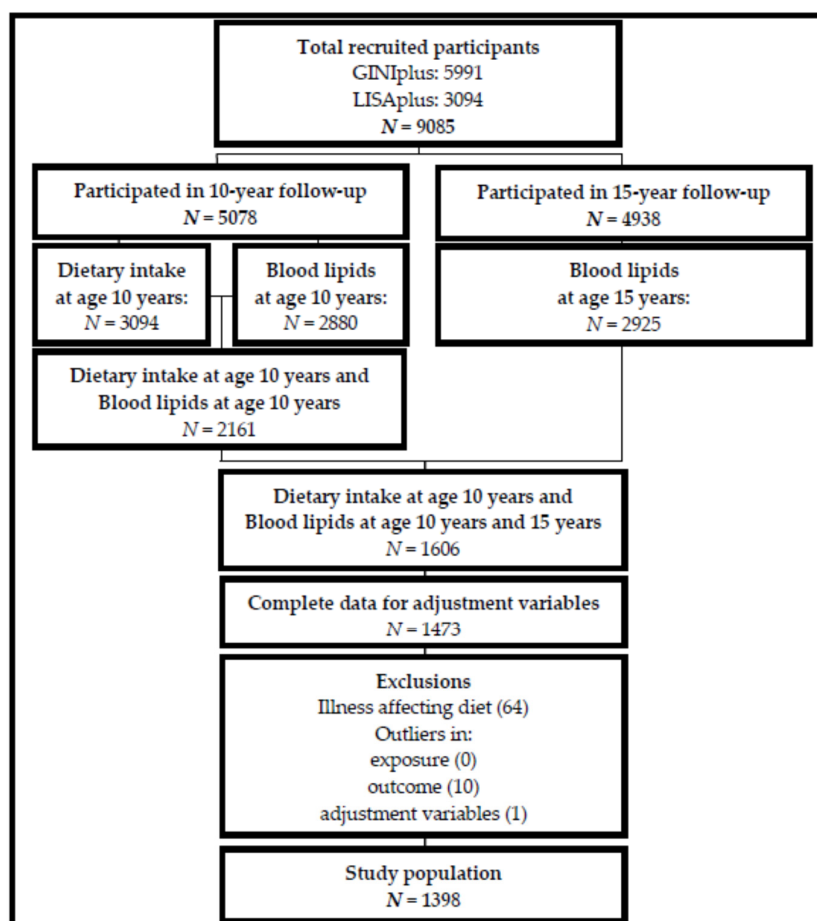 Total recruited participants
GINIplus: 5991
LISAplus: 3094
N = 9085
Participated in 10-year follow-up
N = 5078
Participated in 15-year follow-up
N = 4938
Dietary intake
at age 10 years:
N = 3094
Blood lipids
at age 10 years:
N = 2880
Blood lipids
at age 15 years:
N = 2925
Dietary intake at age 10 years and
Blood lipids at age 10 years
N = 2161
Dietary intake at age 10 years and
Blood lipids at age 10 years and 15 years
N = 1606
Complete data for adjustment variables
N = 1473
Exclusions
Illness affecting diet (64)
Outliers in:
exposure (0)
outcome (10)
adjustment variables (1)
Study population
N = 1398